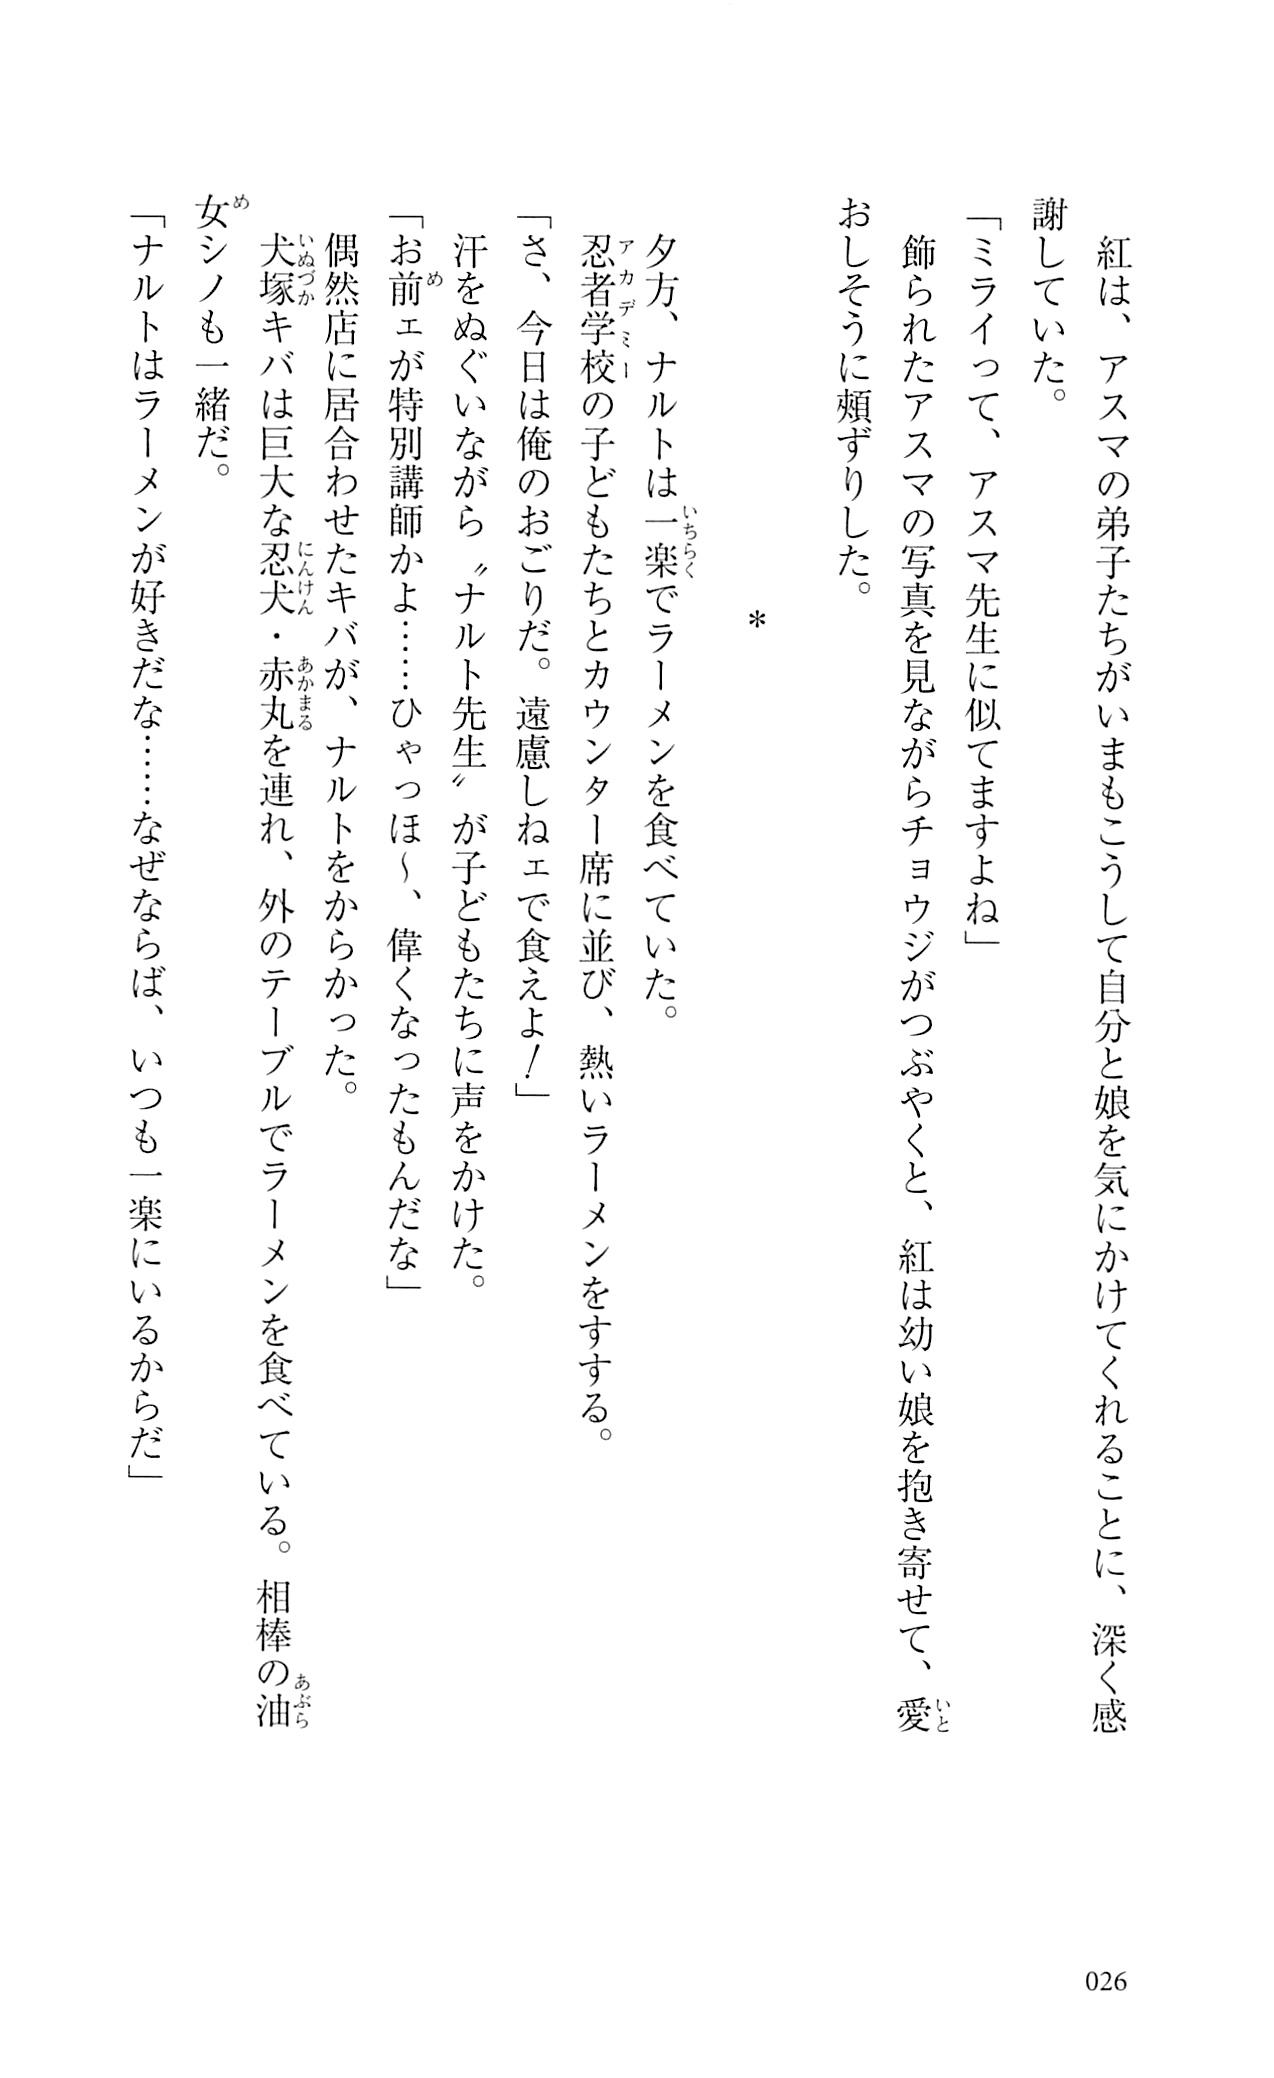 紅は、アスマの弟子たちがいまもこうして自分と娘を気にかけてくれることに、深く感
謝していた。
「ミライって、アスマ先生に似てますよね」
飾られたアスマの写真を見ながらチョウジがつぶやくと、紅は幼い娘を抱き寄せて、愛
おしそうに頰ずりした。
*
夕方、ナルトは一楽でラーメンを食べていた。
忍者学校の子どもたちとカウンター席に並び、熱いラーメンをすする。
「さ、今日は俺のおごりだ。遠慮しねェで食えよ！」
汗をぬぐいながら〝ナルト先生〟が子どもたちに声をかけた。
「お前ェが特別講師かよ……ひゃっほ～、偉くなったもんだな」
偶然店に居合わせたキバが、ナルトをからかった。
犬塚キバは巨大な忍犬・赤丸を連れ、外のテーブルでラーメンを食べている。相棒の油
女シノも一緒だ。
「ナルトはラーメンが好きだな……なぜならば、いつも一楽にいるからだ」
026